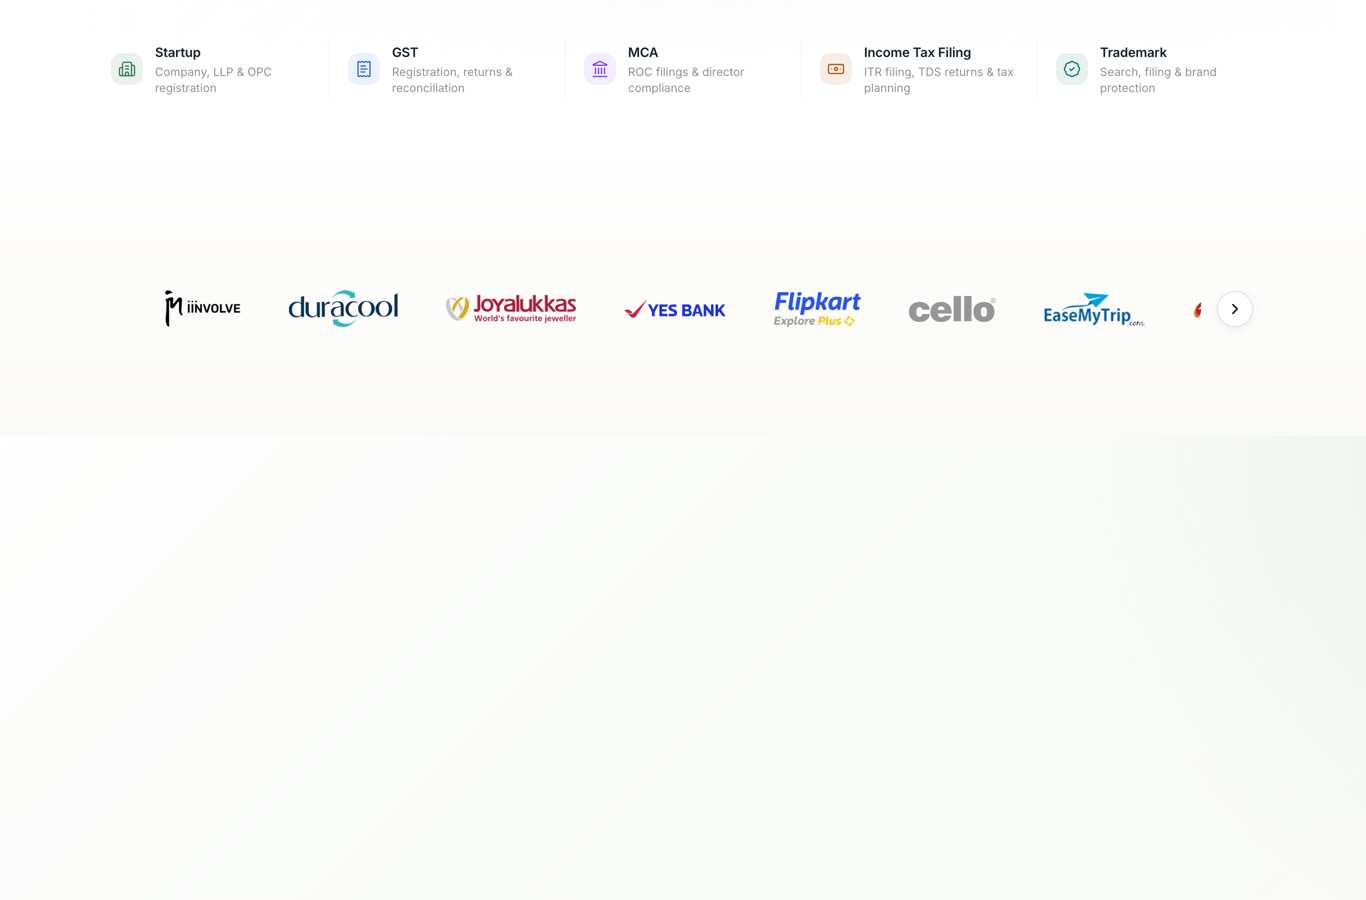 Startup
Company, LLP & OPC
registration
GST
Registration, returns &
reconciliation
MCA
ROC filings & director
compliance
Income Tax Filing
ITR filing, TDS returns & tax
planning
Trademark
Search, filing & brand
protection
iiNVOLVE
duracool
Joyalukkas
World's favourite jeweller
YES BANK
Flipkart
Explore Plus
cello®
EaseMyTrip.com